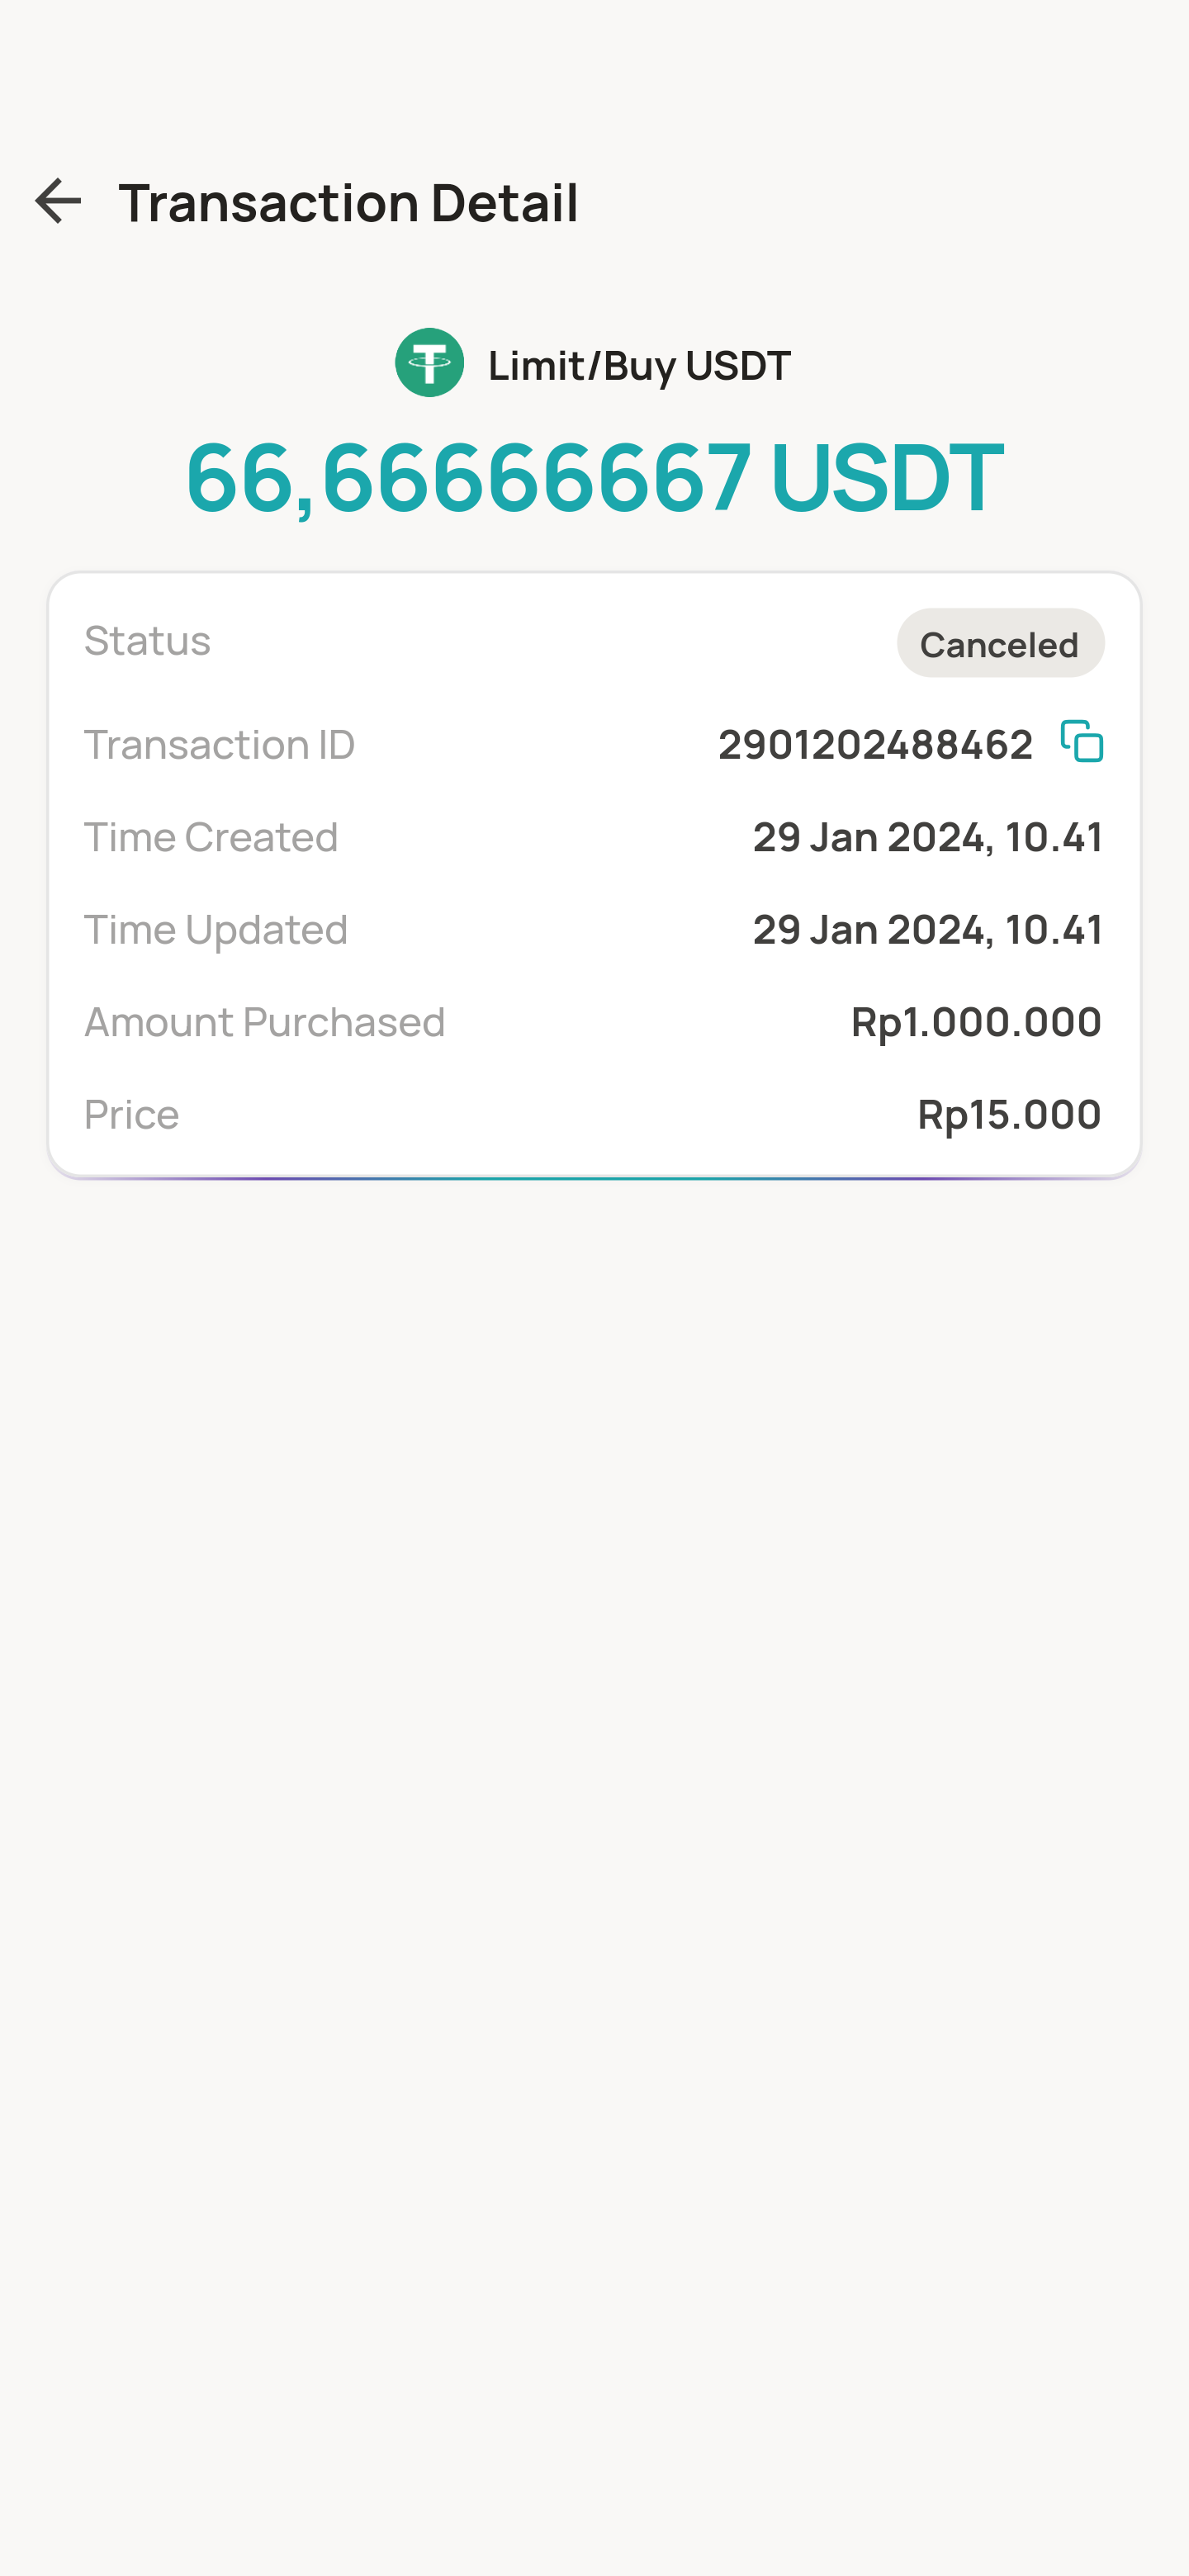 Transaction Detail
Limit/Buy USDT
66,66666667 USDT
Status Canceled
Transaction ID 2901202488462
Time Created 29 Jan 2024, 10.41
Time Updated 29 Jan 2024, 10.41
Amount Purchased Rp1.000.000
Price Rp15.000